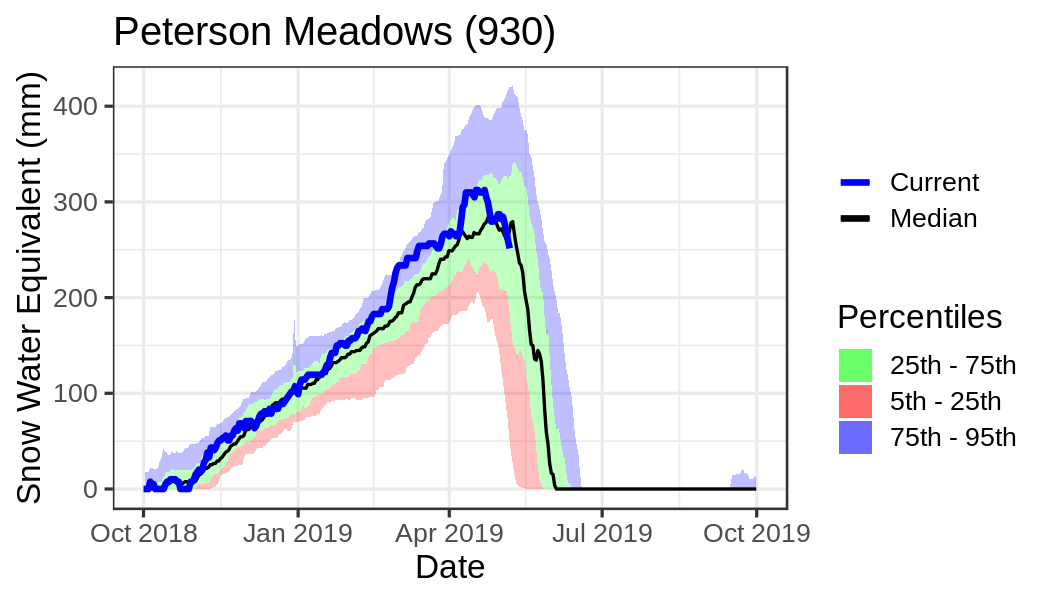 Peterson Meadows (930)
Snow Water Equivalent (mm)
400
300
200
100
0
Oct 2018
Jan 2019
Apr 2019
Jul 2019
Oct 2019
Date
Current
Median
Percentiles
25th - 75th
5th - 25th
75th - 95th